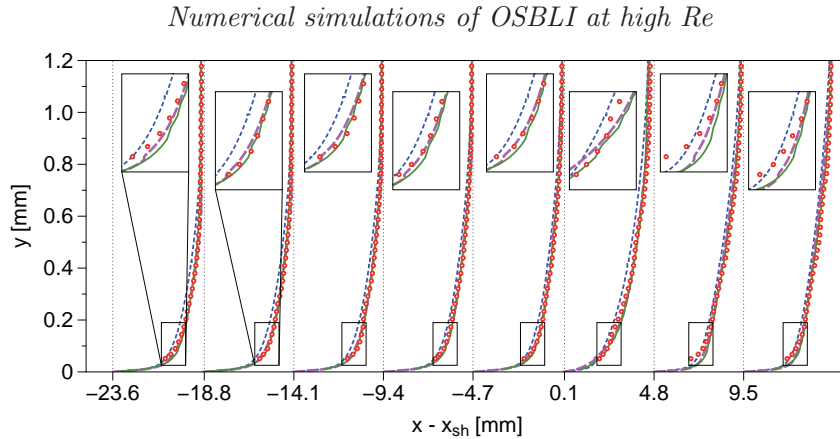 Numerical simulations of OSBLI at high Re
1.2
1.0
0.8
0.6
0.4
0.2
0
y [mm]
−23.6 −18.8 −14.1 −9.4 −4.7 0.1 4.8 9.5
x - xsh [mm]